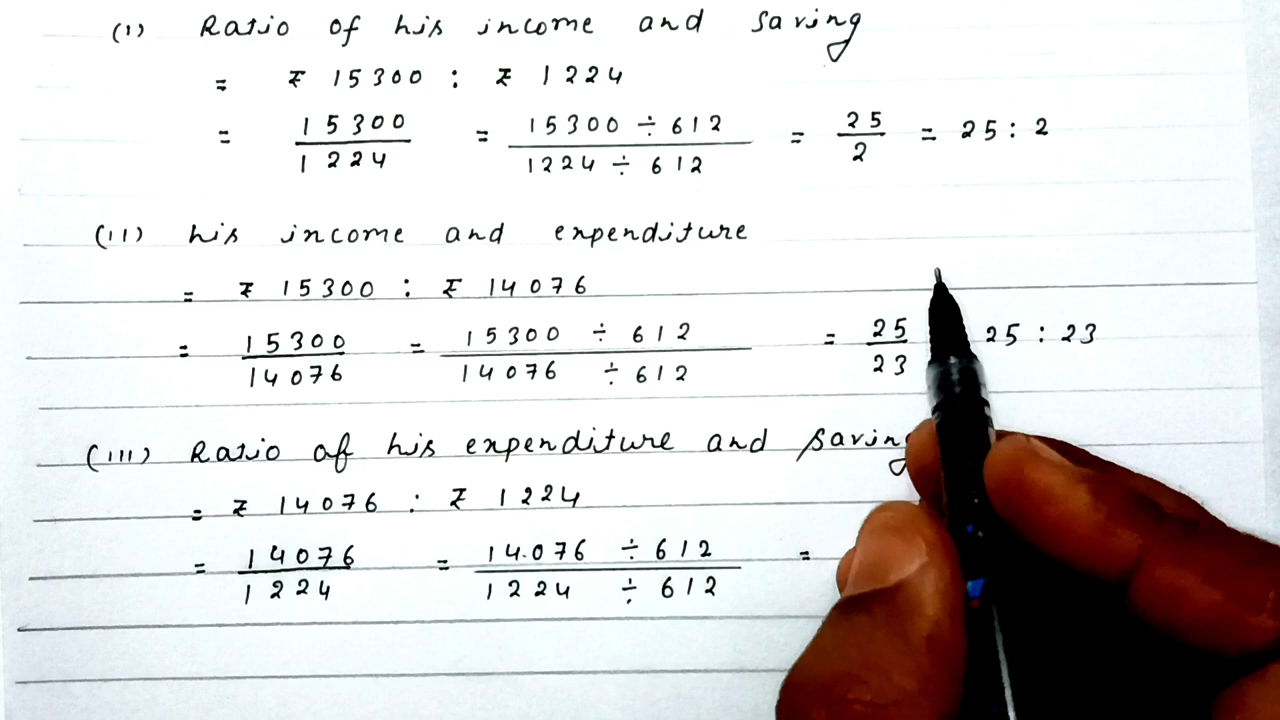 (i) Ratio of his income and saving
= ₹ 15300 : ₹ 1224
= 15300/1224 = 15300 ÷ 612/1224 ÷ 612 = 25/2 = 25 : 2
(ii) his income and expenditure
= ₹ 15300 : ₹ 14076
= 15300/14076 = 15300 ÷ 612/14076 ÷ 612 = 25/23 25 : 23
(iii) Ratio of his expenditure and saving
= ₹ 14076 : ₹ 1224
= 14076/1224 = 14.076 ÷ 612/1224 ÷ 612 =